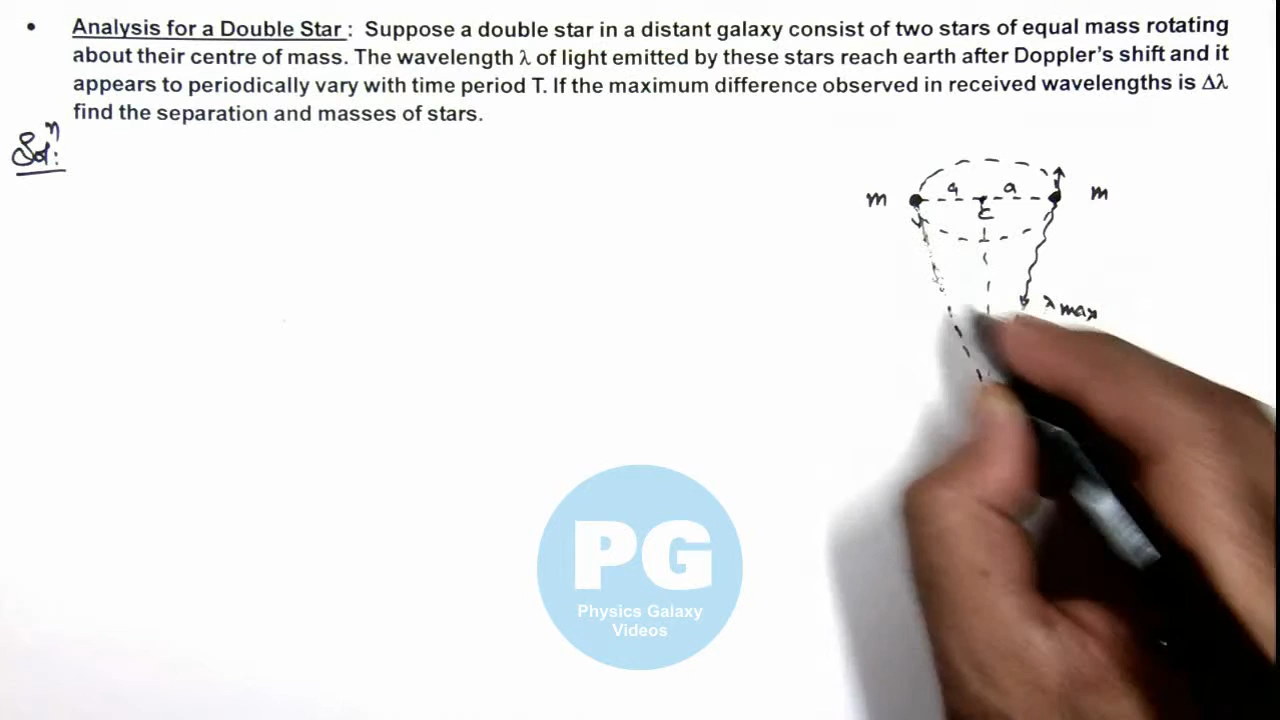 • Analysis for a Double Star : Suppose a double star in a distant galaxy consist of two stars of equal mass rotating
about their centre of mass. The wavelength λ of light emitted by these stars reach earth after Doppler's shift and it
appears to periodically vary with time period T. If the maximum difference observed in received wavelengths is Δλ
find the separation and masses of stars.
Solⁿ:
m a a m
C
λ max
PG
Physics Galaxy
Videos